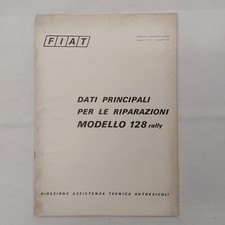 FIAT
DATI PRINCIPALI
PER LE RIPARAZIONI
MODELLO 128 rally
DIREZIONE ASSISTENZA TECNICA AUTOVEICOLI